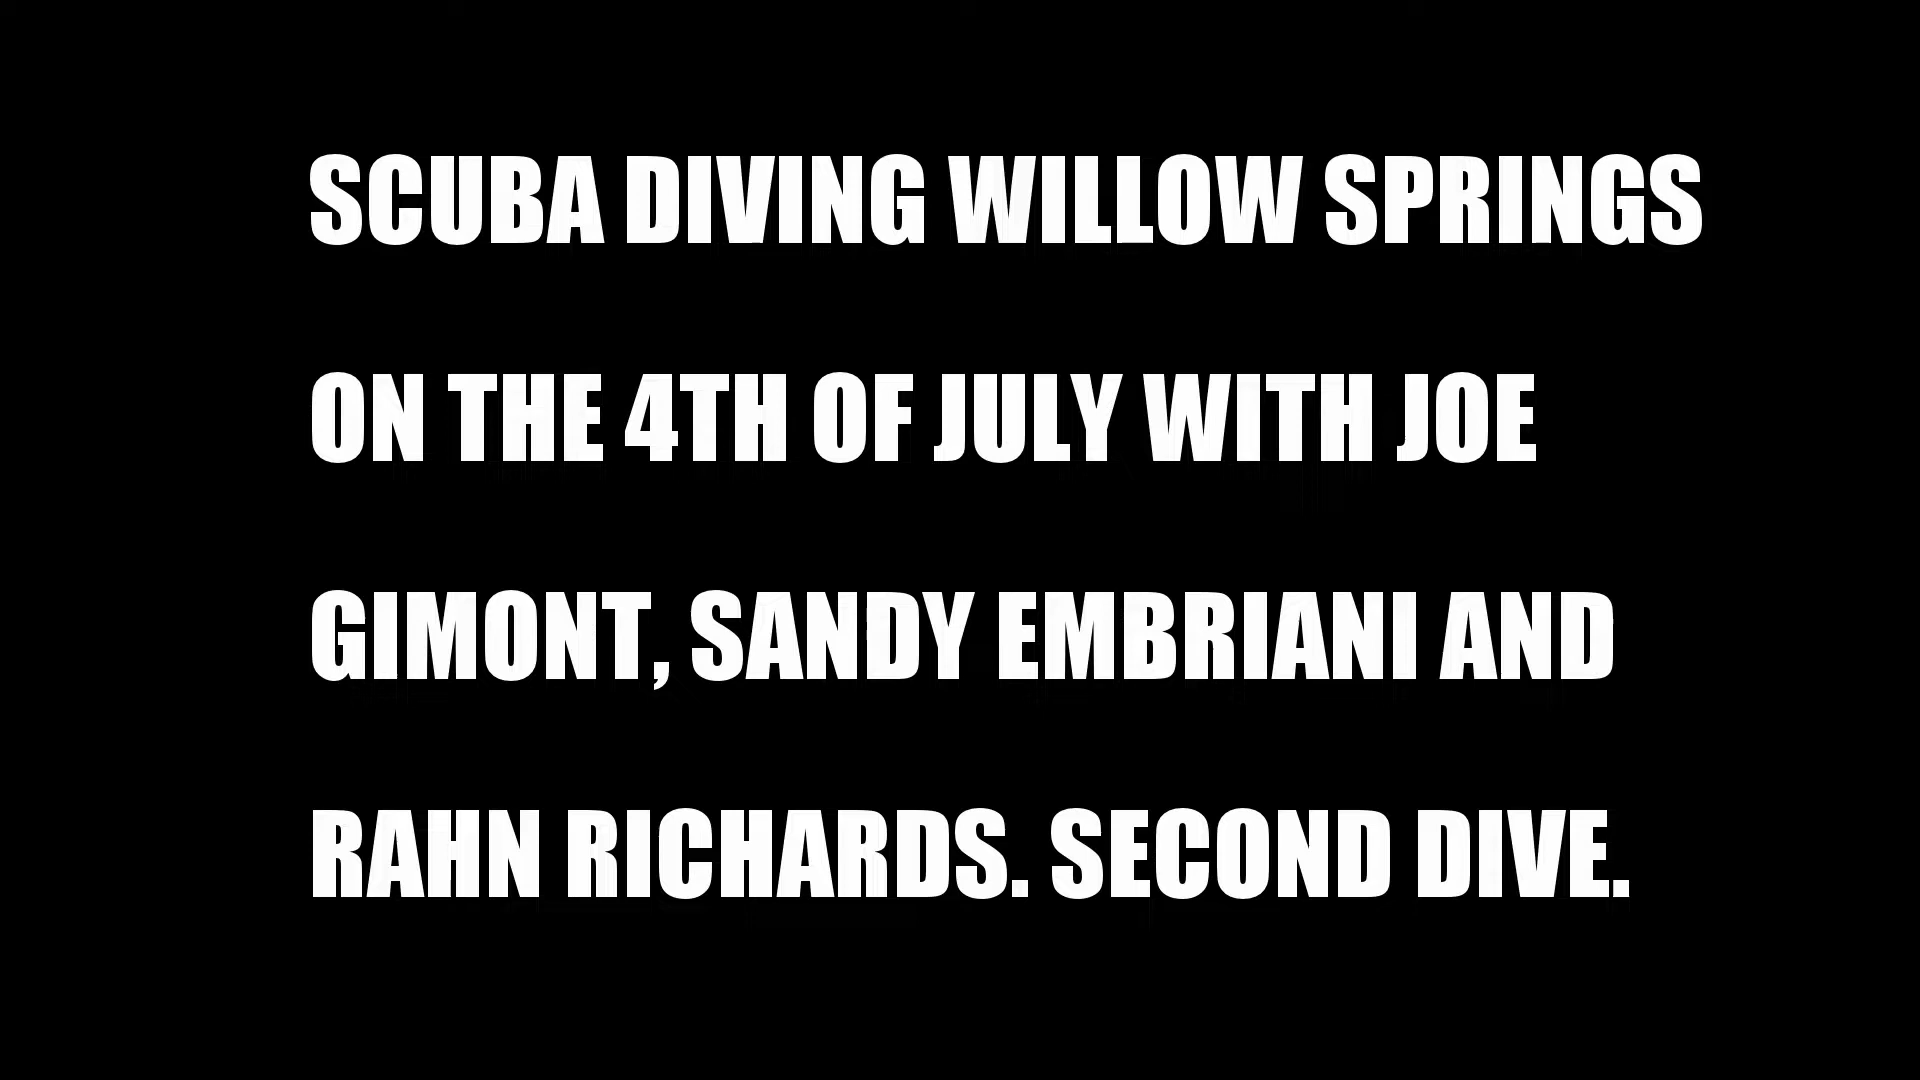 SCUBA DIVING WILLOW SPRINGS
ON THE 4TH OF JULY WITH JOE
GIMONT, SANDY EMBRIANI AND
RAHN RICHARDS. SECOND DIVE.